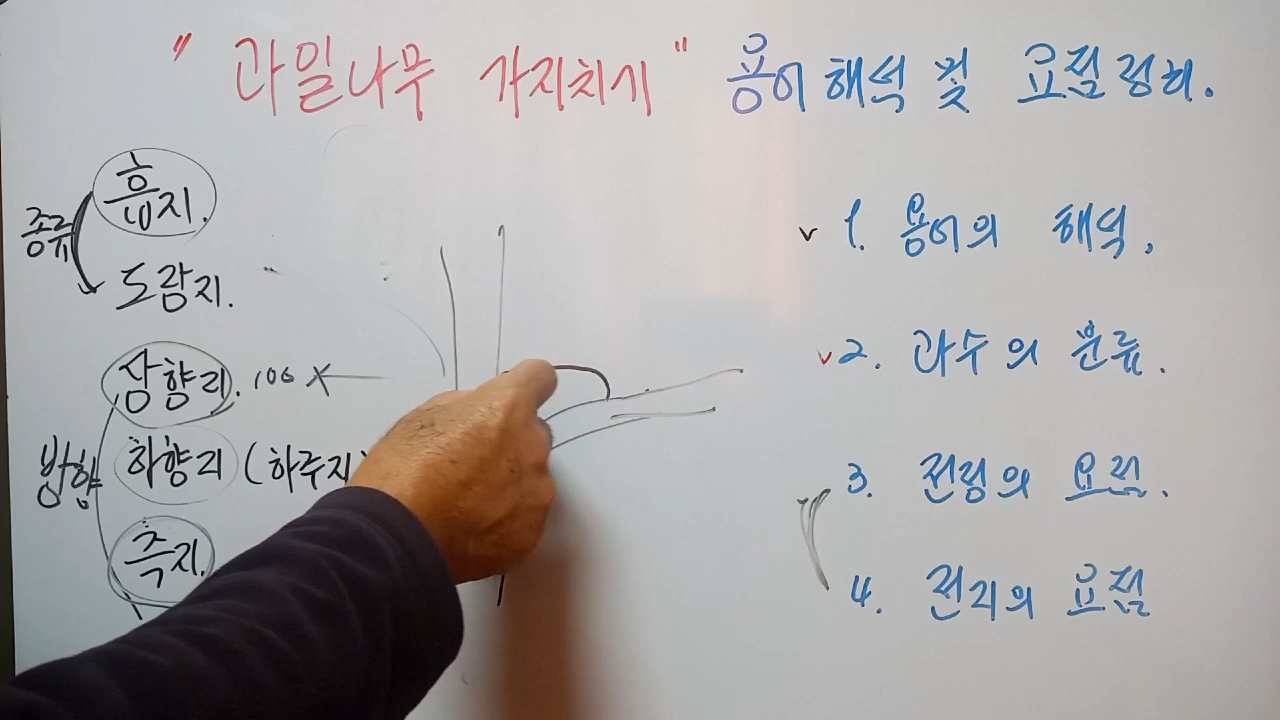 "과일나무 가지치기" 용어해석 및 요점정리.
종류
흡지.
도장지.
방향
상향지. 100 X
하향지 (하주지
측지.
v 1. 용어의 해석.
v 2. 과수의 분류.
3. 전정의 요점.
4. 전지의 요점